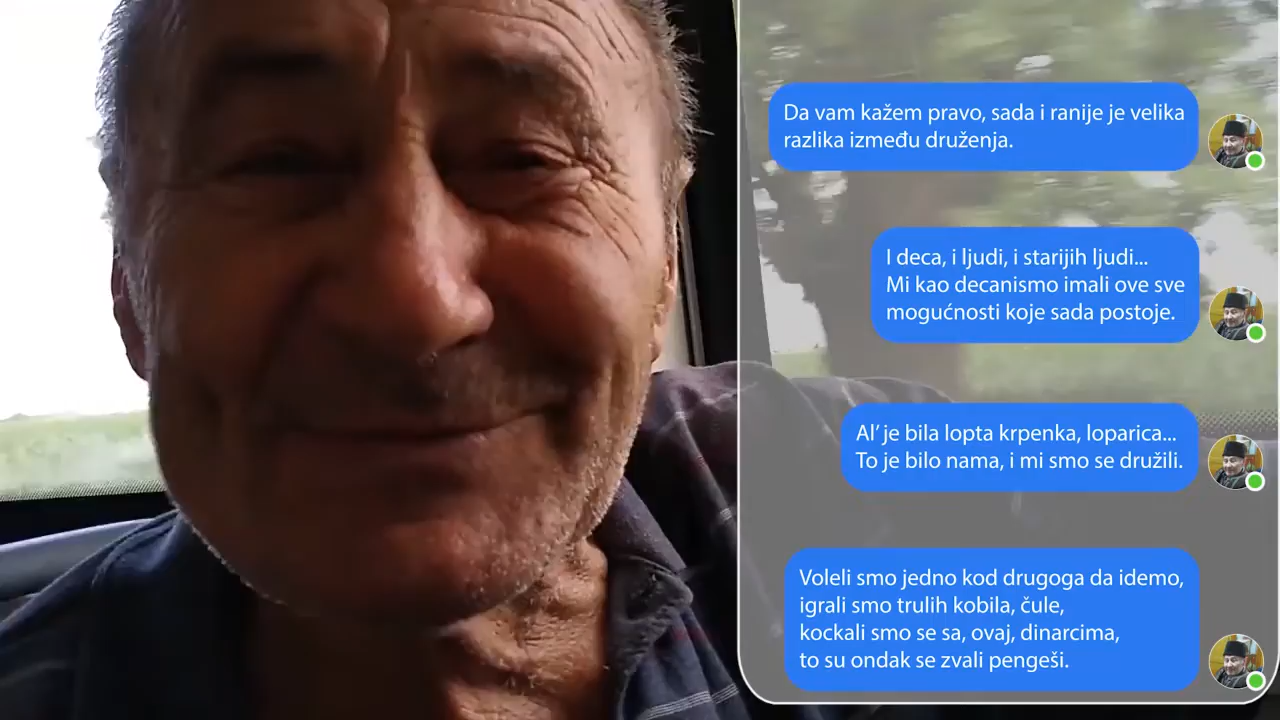 Da vam kažem pravo, sada i ranije je velika
razlika između druženja.
I deca, i ljudi, i starijih ljudi...
Mi kao decanismo imali ove sve
mogućnosti koje sada postoje.
Al’ je bila lopta krpenka, loparica...
To je bilo nama, i mi smo se družili.
Voleli smo jedno kod drugoga da idemo,
igrali smo trulih kobila, čule,
kockali smo se sa, ovaj, dinarcima,
to su ondak se zvali pengeši.